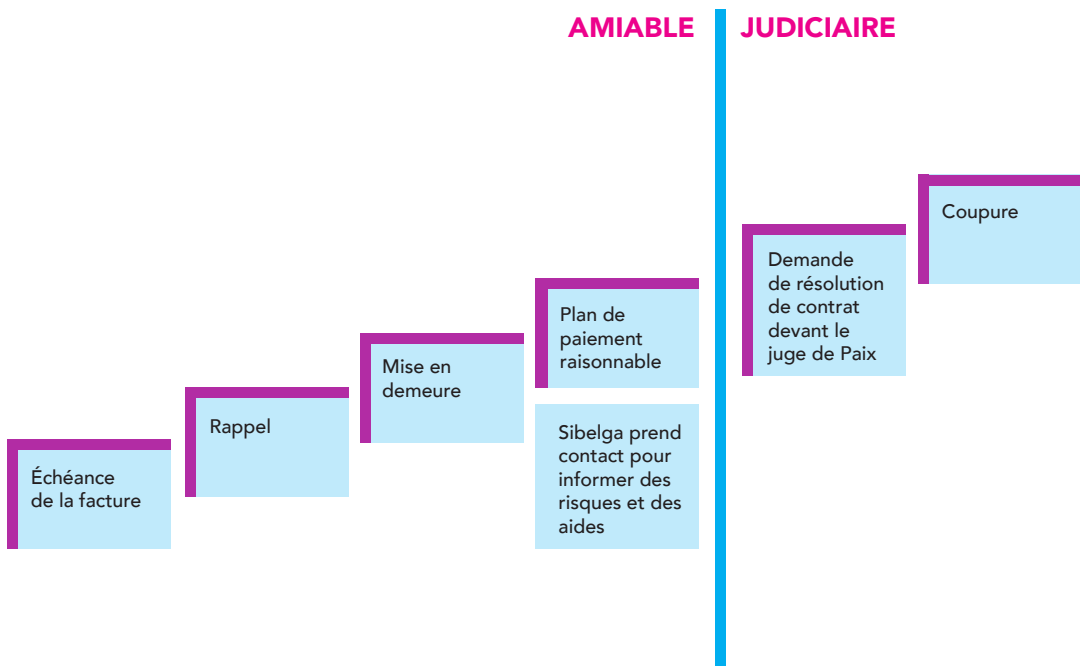 AMIABLE
JUDICIAIRE
Échéance
de la facture
Rappel
Mise en
demeure
Plan de
paiement
raisonnable
Sibelga prend
contact pour
informer des
risques et des
aides
Demande
de résolution
de contrat
devant le
juge de Paix
Coupure